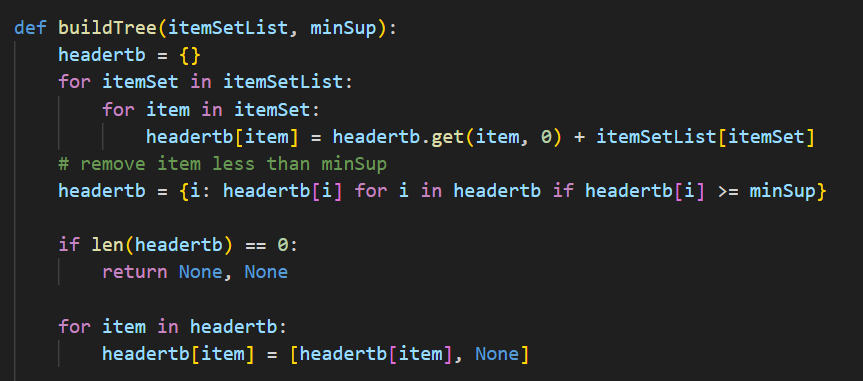 def buildTree(itemSetList, minSup):
    headertb = {}
    for itemSet in itemSetList:
        for item in itemSet:
            headertb[item] = headertb.get(item, 0) + itemSetList[itemSet]
    # remove item less than minSup
    headertb = {i: headertb[i] for i in headertb if headertb[i] >= minSup}
    if len(headertb) == 0:
        return None, None
    for item in headertb:
        headertb[item] = [headertb[item], None]